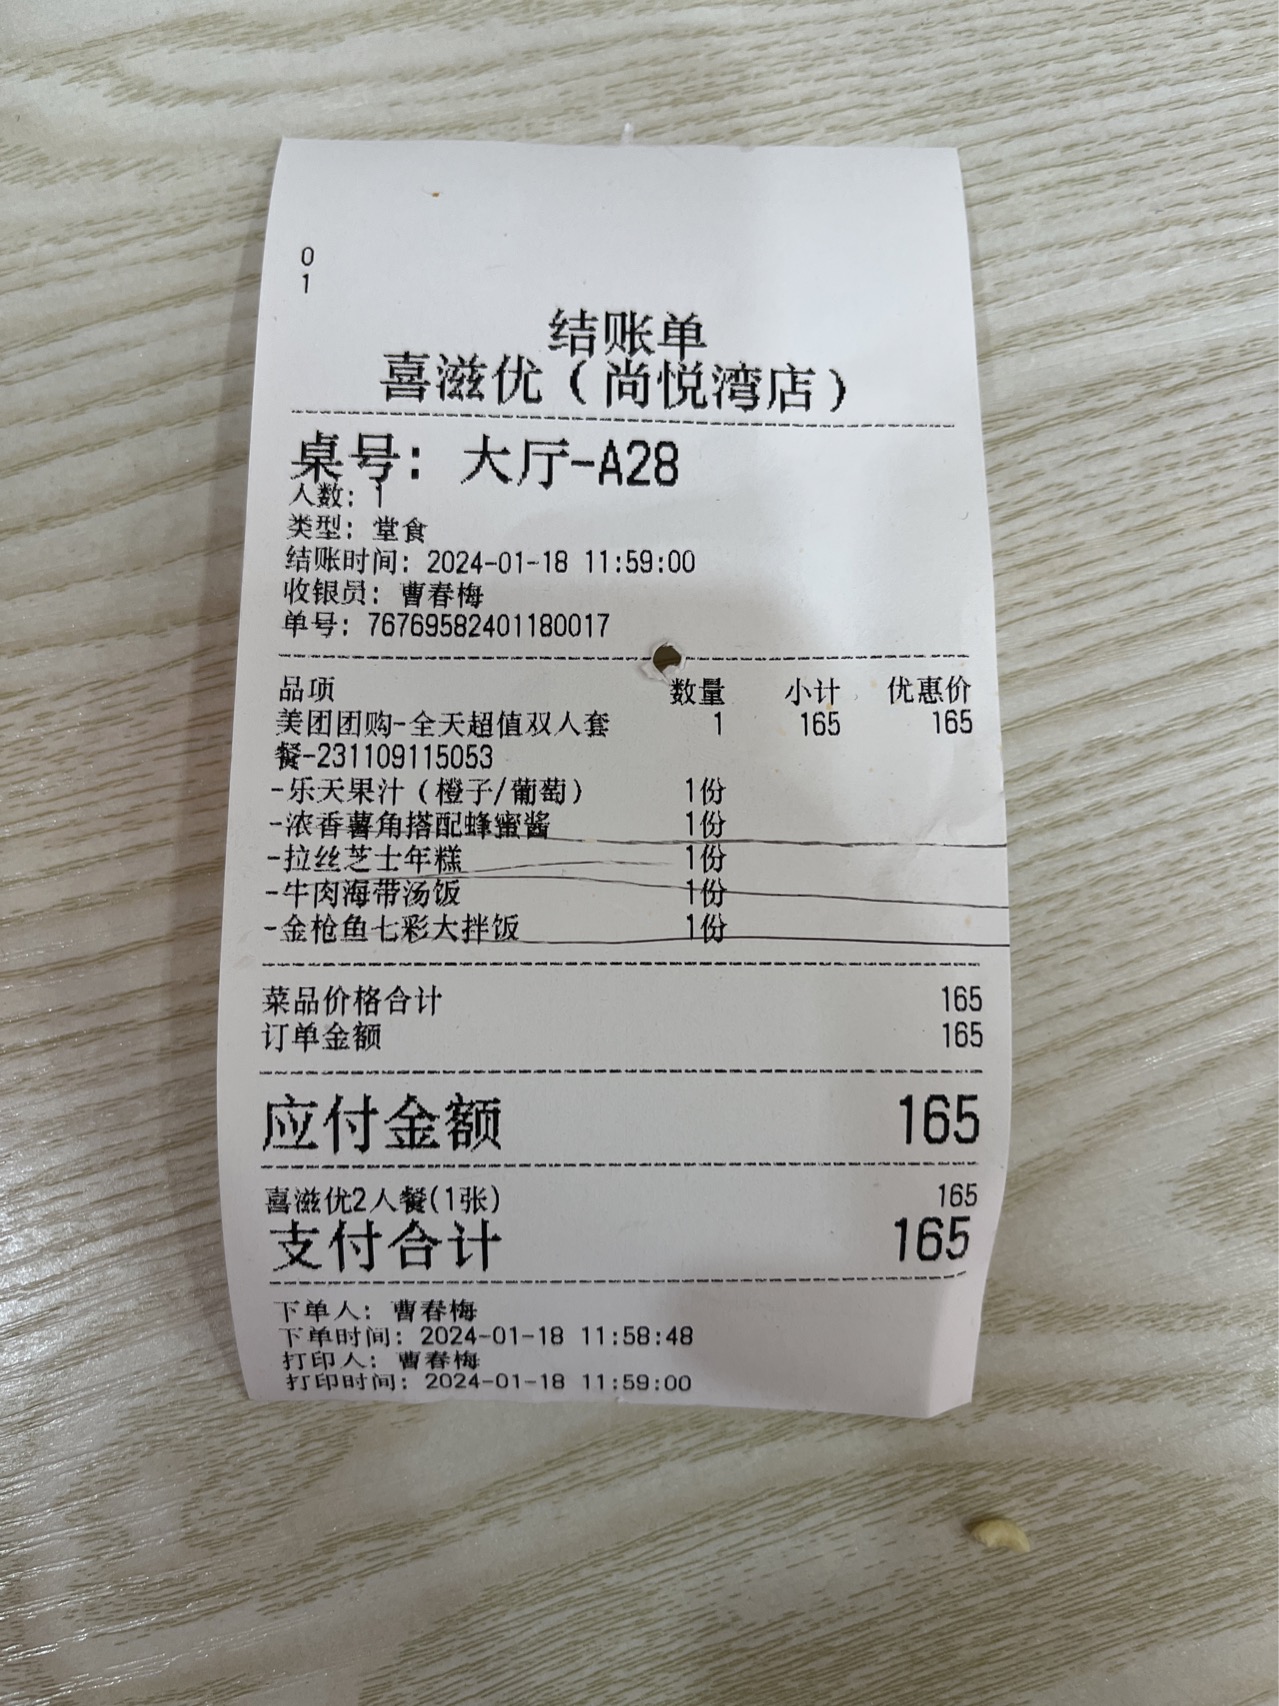 0
1
结账单
喜滋优（尚悦湾店）
桌号：大厅-A28
人数：1
类型：堂食
结账时间：2024-01-18 11:59:00
收银员：曹春梅
单号：76769582401180017
品项 数量 小计 优惠价
美团团购-全天超值双人套 1 165 165
餐-231109115053
-乐天果汁（橙子/葡萄） 1份
-浓香薯角搭配蜂蜜酱 1份
-拉丝芝士年糕 1份
-牛肉海带汤饭 1份
-金枪鱼七彩大拌饭 1份
菜品价格合计 165
订单金额 165
应付金额 165
喜滋优2人餐(1张) 165
支付合计 165
下单人：曹春梅
下单时间：2024-01-18 11:58:48
打印人：曹春梅
打印时间：2024-01-18 11:59:00